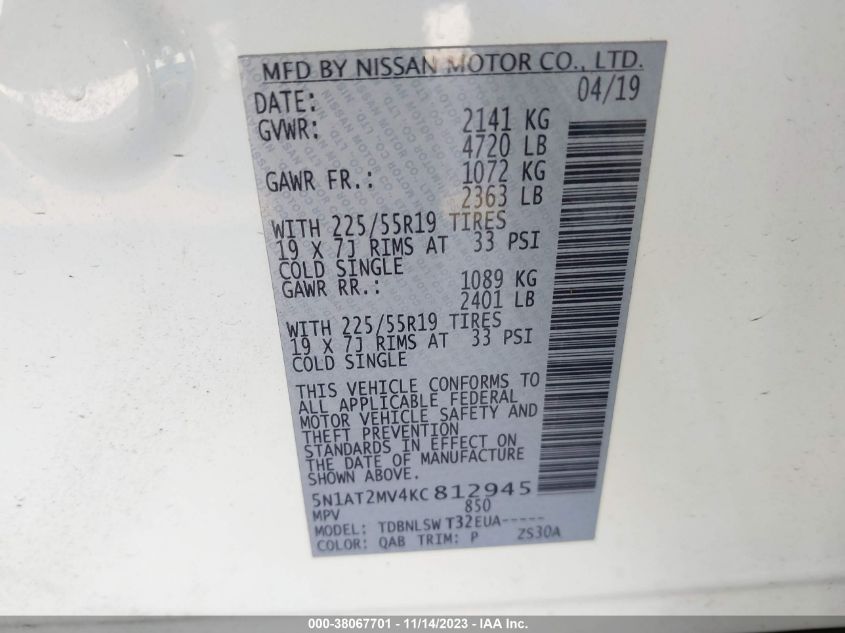 MFD BY NISSAN MOTOR CO., LTD.
DATE: 04/19
GVWR: 2141 KG
4720 LB
GAWR FR.: 1072 KG
2363 LB
WITH 225/55R19 TIRES
19 X 7J RIMS AT 33 PSI
COLD SINGLE
GAWR RR.: 1089 KG
2401 LB
WITH 225/55R19 TIRES
19 X 7J RIMS AT 33 PSI
COLD SINGLE
THIS VEHICLE CONFORMS TO
ALL APPLICABLE FEDERAL
MOTOR VEHICLE SAFETY AND
THEFT PREVENTION
STANDARDS IN EFFECT ON
THE DATE OF MANUFACTURE
SHOWN ABOVE.
5N1AT2MV4KC812945
MPV 850
MODEL: TDBNLSW T32EUA-----
COLOR: QAB TRIM: P ZS30A
000-38067701 - 11/14/2023 - IAA Inc.